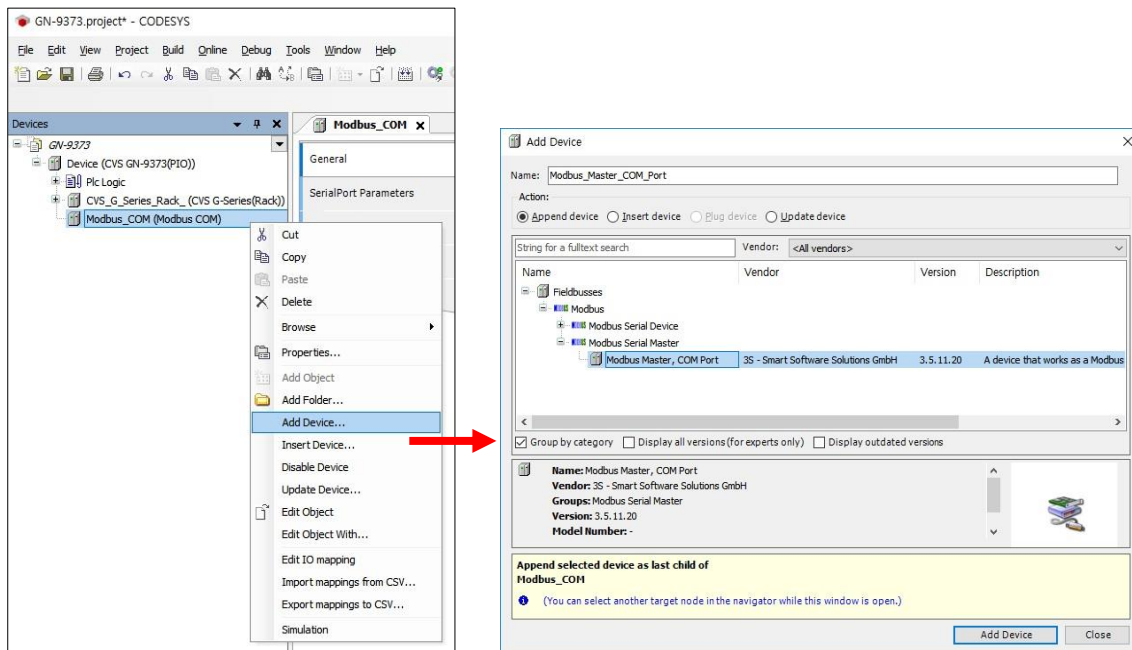 GN-9373.project* - CODESYS
File Edit View Project Build Online Debug Tools Window Help
Devices
GN-9373
Device (CVS GN-9373(PIO))
Plc Logic
CVS_G_Series_Rack_ (CVS G-Series(Rack))
Modbus_COM (Modbus COM)
Modbus_COM
General
SerialPort Parameters
Cut
Copy
Paste
Delete
Browse
Properties...
Add Object
Add Folder...
Add Device...
Insert Device...
Disable Device
Update Device...
Edit Object
Edit Object With...
Edit IO mapping
Import mappings from CSV...
Export mappings to CSV...
Simulation
Add Device
Name: Modbus_Master_COM_Port
Action:
Append device Insert device Plug device Update device
String for a fulltext search Vendor: <All vendors>
Name Vendor Version Description
Fieldbusses
Modbus
Modbus Serial Device
Modbus Serial Master
Modbus Master, COM Port 3S - Smart Software Solutions GmbH 3.5.11.20 A device that works as a Modbus
Group by category Display all versions (for experts only) Display outdated versions
Name: Modbus Master, COM Port
Vendor: 3S - Smart Software Solutions GmbH
Groups: Modbus Serial Master
Version: 3.5.11.20
Model Number: -
Append selected device as last child of
Modbus_COM
(You can select another target node in the navigator while this window is open.)
Add Device Close